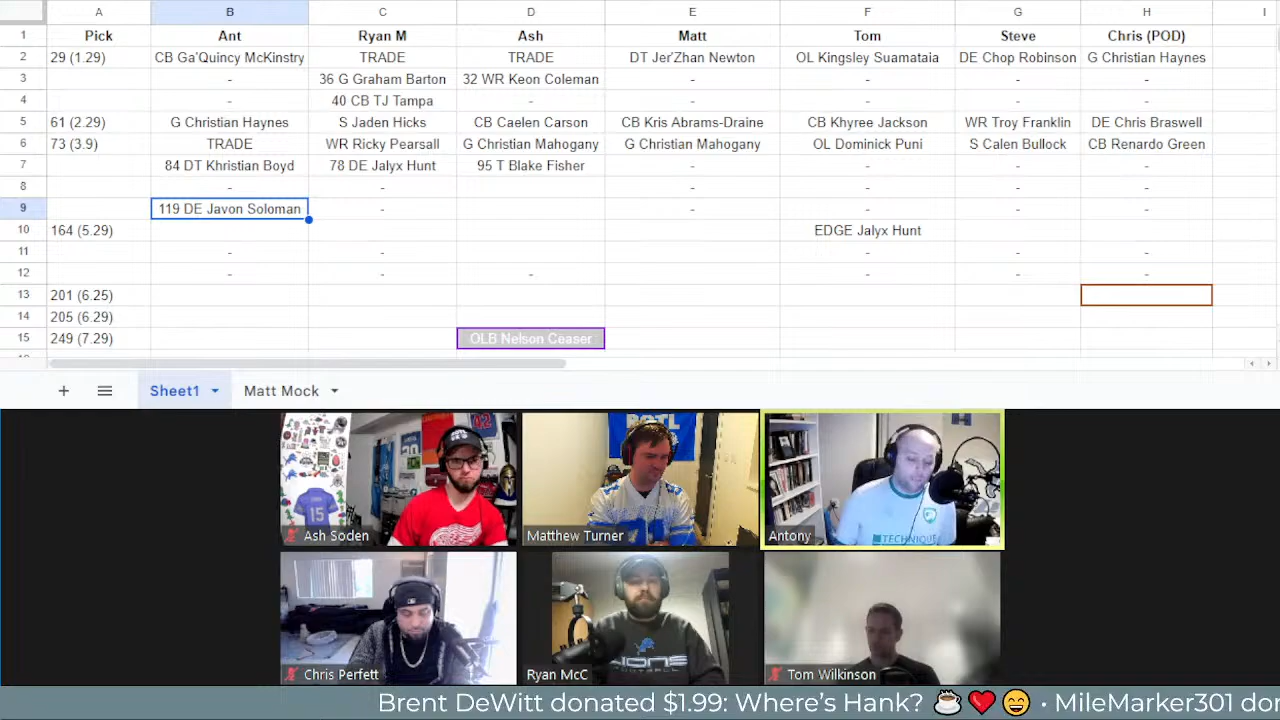 A B C D E F G H I
1 Pick Ant Ryan M Ash Matt Tom Steve Chris (POD)
2 29 (1.29) CB Ga'Quincy McKinstry TRADE TRADE DT Jer'Zhan Newton OL Kingsley Suamataia DE Chop Robinson G Christian Haynes
3 - 36 G Graham Barton 32 WR Keon Coleman - - - -
4 - 40 CB TJ Tampa - - - - -
5 61 (2.29) G Christian Haynes S Jaden Hicks CB Caelen Carson CB Kris Abrams-Draine CB Khyree Jackson WR Troy Franklin DE Chris Braswell
6 73 (3.9) TRADE WR Ricky Pearsall G Christian Mahogany G Christian Mahogany OL Dominick Puni S Calen Bullock CB Renardo Green
7 84 DT Khristian Boyd 78 DE Jalyx Hunt 95 T Blake Fisher - - - -
8 - - - - - -
9 119 DE Javon Soloman - - - - -
10 164 (5.29) EDGE Jalyx Hunt
11 - - - - -
12 - - - - - -
13 201 (6.25)
14 205 (6.29)
15 249 (7.29) OLB Nelson Ceaser
+ Sheet1 Matt Mock
42
15
Ash Soden Matthew Turner Antony
TECHNIQUE
LIONS
FOOTBALL
Chris Perfett Ryan McC Tom Wilkinson
Brent DeWitt donated $1.99: Where's Hank? ☕❤️😄 · MileMarker301 don